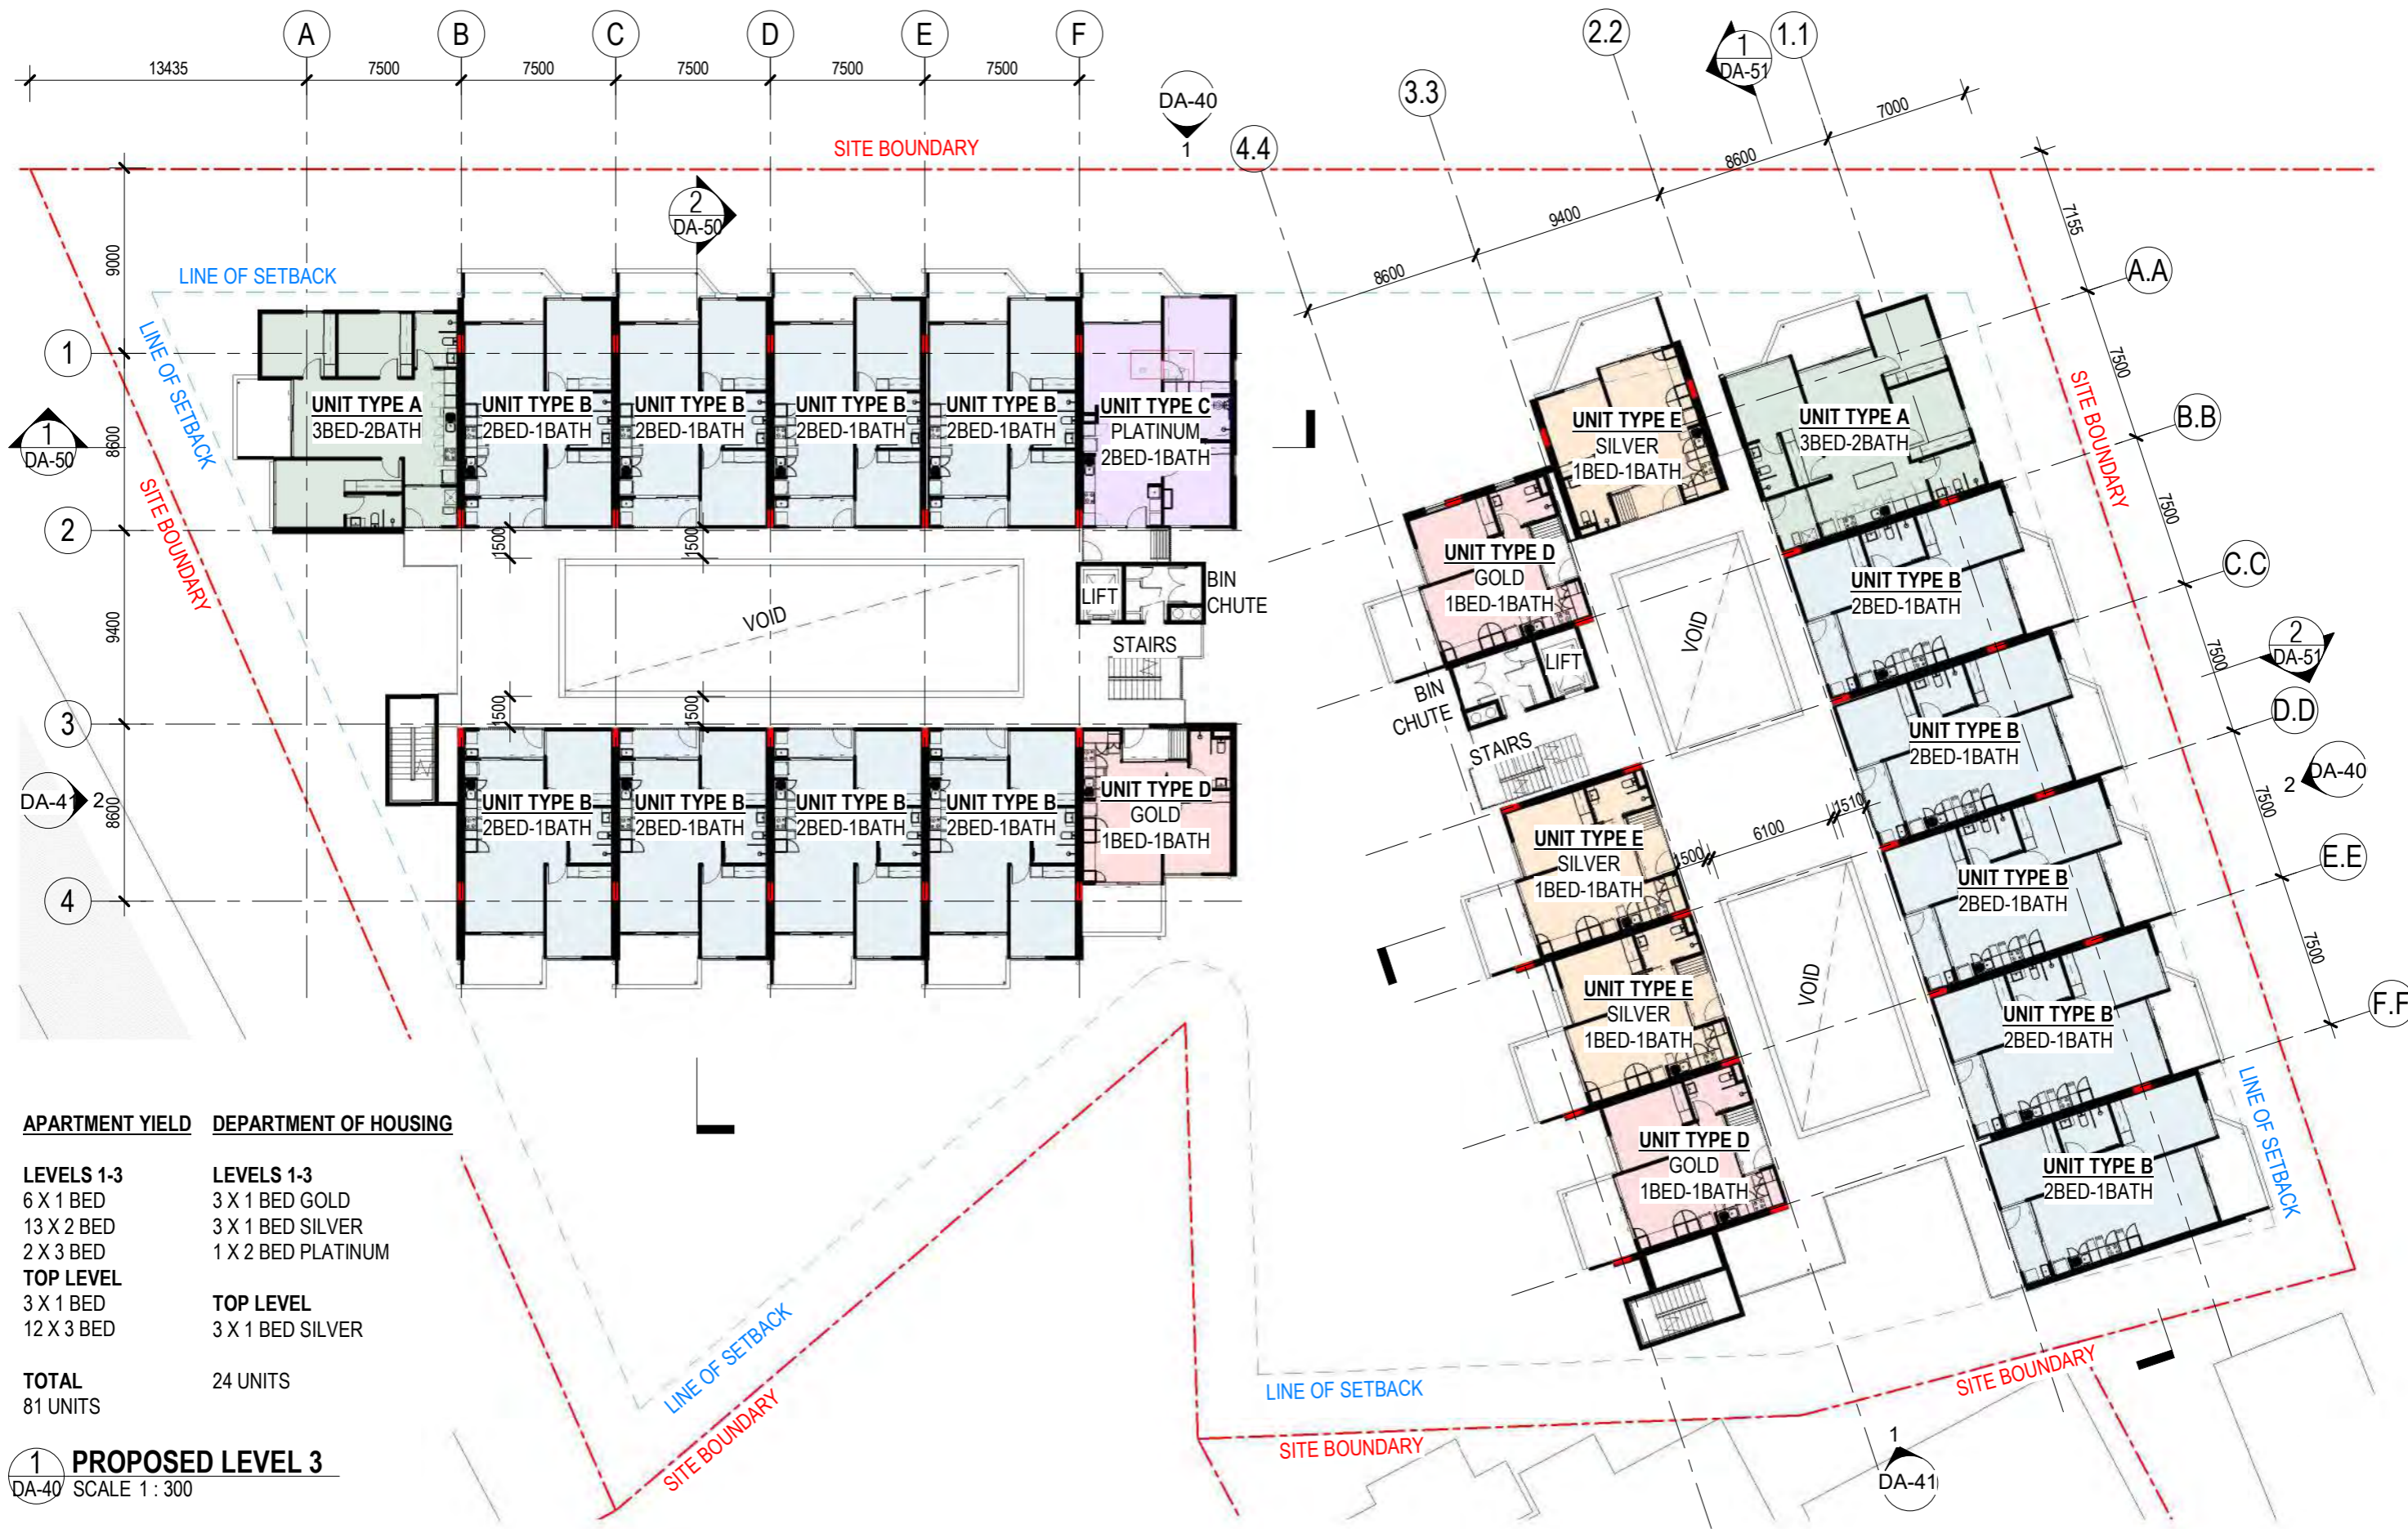 A
B
C
D
E
F
13435
7500
7500
7500
7500
7500
2.2
1
DA-51
1.1
3.3
4.4
DA-40
1
7000
8600
9400
8600
7155
SITE BOUNDARY
2
DA-50
9000
LINE OF SETBACK
LINE OF SETBACK
SITE BOUNDARY
1
2
3
4
8600
9400
8600
1
DA-50
DA-41
2
UNIT TYPE A
3BED-2BATH
UNIT TYPE B
2BED-1BATH
UNIT TYPE B
2BED-1BATH
UNIT TYPE B
2BED-1BATH
UNIT TYPE B
2BED-1BATH
UNIT TYPE C
PLATINUM
2BED-1BATH
1500
1500
VOID
LIFT
BIN
CHUTE
STAIRS
1500
1500
UNIT TYPE B
2BED-1BATH
UNIT TYPE B
2BED-1BATH
UNIT TYPE B
2BED-1BATH
UNIT TYPE B
2BED-1BATH
UNIT TYPE D
GOLD
1BED-1BATH
UNIT TYPE E
SILVER
1BED-1BATH
UNIT TYPE A
3BED-2BATH
UNIT TYPE D
GOLD
1BED-1BATH
LIFT
BIN
CHUTE
STAIRS
VOID
UNIT TYPE B
2BED-1BATH
UNIT TYPE B
2BED-1BATH
UNIT TYPE E
SILVER
1BED-1BATH
1500
6100
1510
UNIT TYPE B
2BED-1BATH
UNIT TYPE E
SILVER
1BED-1BATH
VOID
UNIT TYPE B
2BED-1BATH
UNIT TYPE D
GOLD
1BED-1BATH
UNIT TYPE B
2BED-1BATH
A.A
7500
B.B
SITE BOUNDARY
7500
C.C
7500
2
DA-51
D.D
7500
DA-40
2
E.E
7500
F.F
LINE OF SETBACK
APARTMENT YIELD
LEVELS 1-3
6 X 1 BED
13 X 2 BED
2 X 3 BED
TOP LEVEL
3 X 1 BED
12 X 3 BED
TOTAL
81 UNITS
DEPARTMENT OF HOUSING
LEVELS 1-3
3 X 1 BED GOLD
3 X 1 BED SILVER
1 X 2 BED PLATINUM
TOP LEVEL
3 X 1 BED SILVER
24 UNITS
LINE OF SETBACK
SITE BOUNDARY
LINE OF SETBACK
SITE BOUNDARY
SITE BOUNDARY
1
DA-41
1
DA-40
PROPOSED LEVEL 3
SCALE 1 : 300